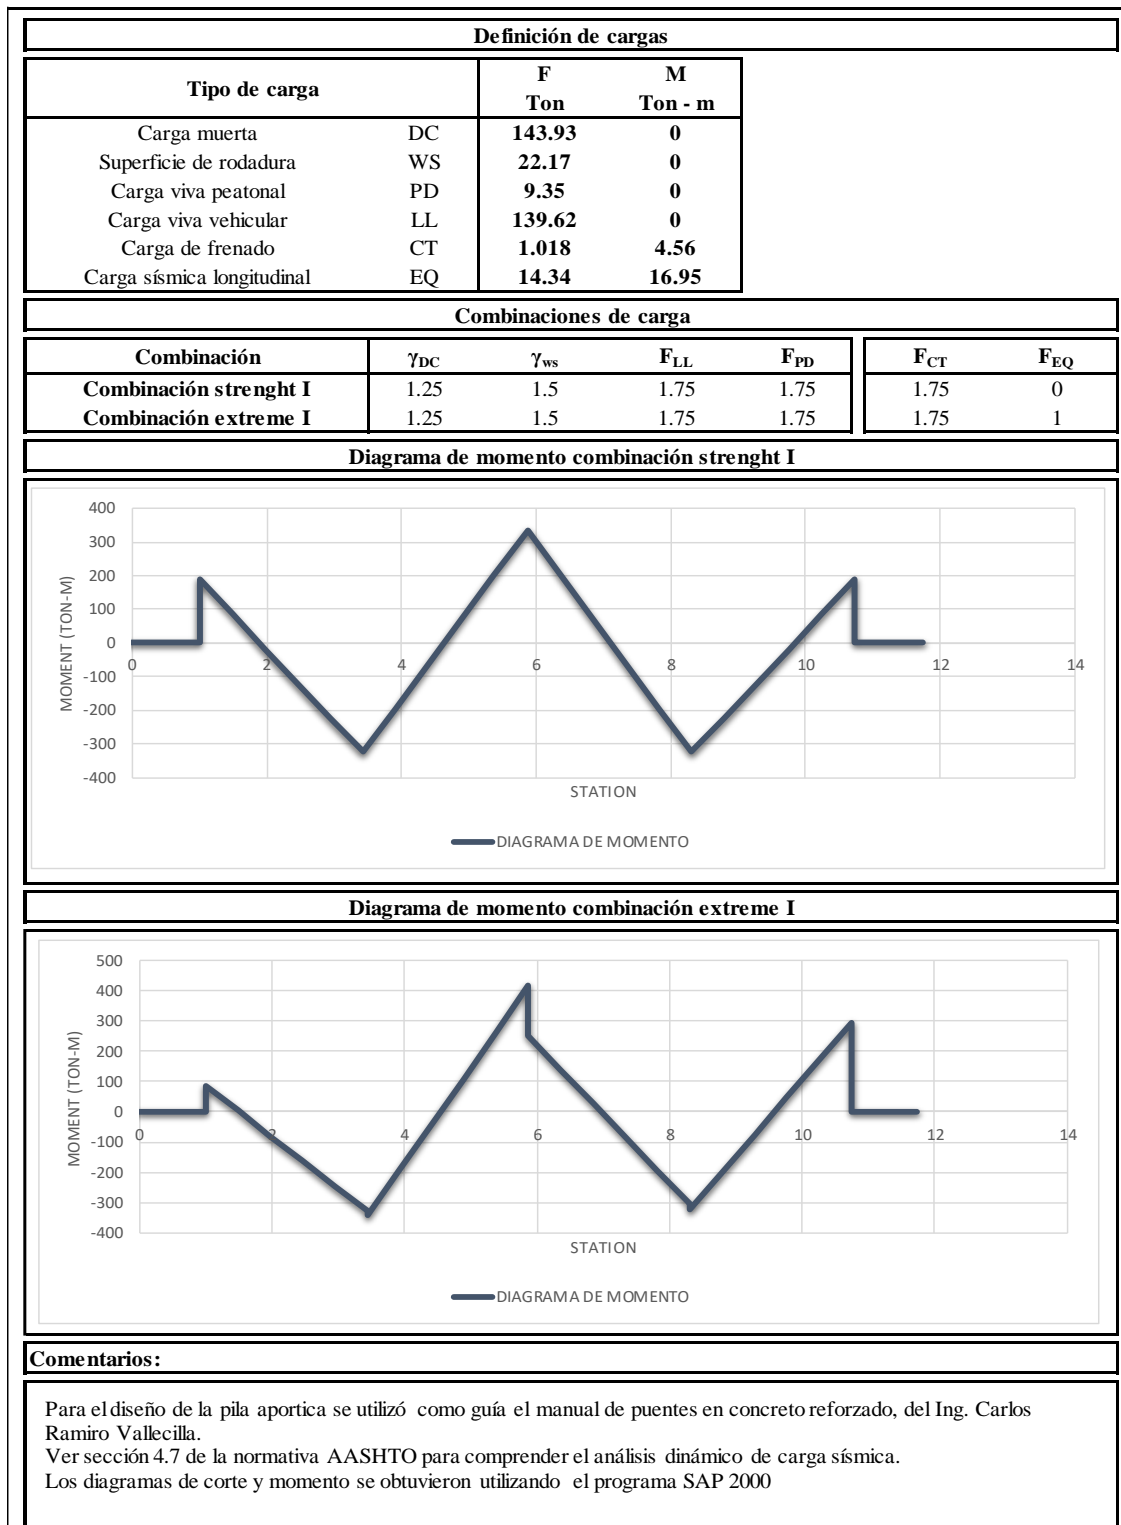 Definición de cargas
Tipo de carga F M
Ton Ton - m
Carga muerta DC 143.93 0
Superficie de rodadura WS 22.17 0
Carga viva peatonal PD 9.35 0
Carga viva vehicular LL 139.62 0
Carga de frenado CT 1.018 4.56
Carga sísmica longitudinal EQ 14.34 16.95
Combinaciones de carga
Combinación γDC γws FLL FPD FCT FEQ
Combinación strenght I 1.25 1.5 1.75 1.75 1.75 0
Combinación extreme I 1.25 1.5 1.75 1.75 1.75 1
Diagrama de momento combinación strenght I
400
300
200
100
0
-100
-200
-300
-400
MOMENT (TON-M)
0 2 4 6 8 10 12 14
STATION
DIAGRAMA DE MOMENTO
Diagrama de momento combinación extreme I
500
400
300
200
100
0
-100
-200
-300
-400
MOMENT (TON-M)
0 2 4 6 8 10 12 14
STATION
DIAGRAMA DE MOMENTO
Comentarios:
Para el diseño de la pila aportica se utilizó como guía el manual de puentes en concreto reforzado, del Ing. Carlos
Ramiro Vallecilla.
Ver sección 4.7 de la normativa AASHTO para comprender el análisis dinámico de carga sísmica.
Los diagramas de corte y momento se obtuvieron utilizando el programa SAP 2000